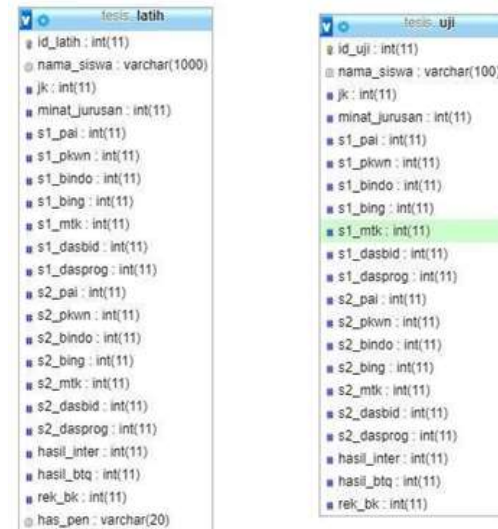 tesis latih
id_latih : int(11)
nama_siswa : varchar(1000)
jk : int(11)
minat_jurusan : int(11)
s1_pai : int(11)
s1_pkwn : int(11)
s1_bindo : int(11)
s1_bing : int(11)
s1_mtk : int(11)
s1_dasbid : int(11)
s1_dasprog : int(11)
s2_pai : int(11)
s2_pkwn : int(11)
s2_bindo : int(11)
s2_bing : int(11)
s2_mtk : int(11)
s2_dasbid : int(11)
s2_dasprog : int(11)
hasil_inter : int(11)
hasil_btq : int(11)
rek_bk : int(11)
has_pen : varchar(20)
tesis uji
id_uji : int(11)
nama_siswa : varchar(100)
jk : int(11)
minat_jurusan : int(11)
s1_pai : int(11)
s1_pkwn : int(11)
s1_bindo : int(11)
s1_bing : int(11)
s1_mtk : int(11)
s1_dasbid : int(11)
s1_dasprog : int(11)
s2_pai : int(11)
s2_pkwn : int(11)
s2_bindo : int(11)
s2_bing : int(11)
s2_mtk : int(11)
s2_dasbid : int(11)
s2_dasprog : int(11)
hasil_inter : int(11)
hasil_btq : int(11)
rek_bk : int(11)